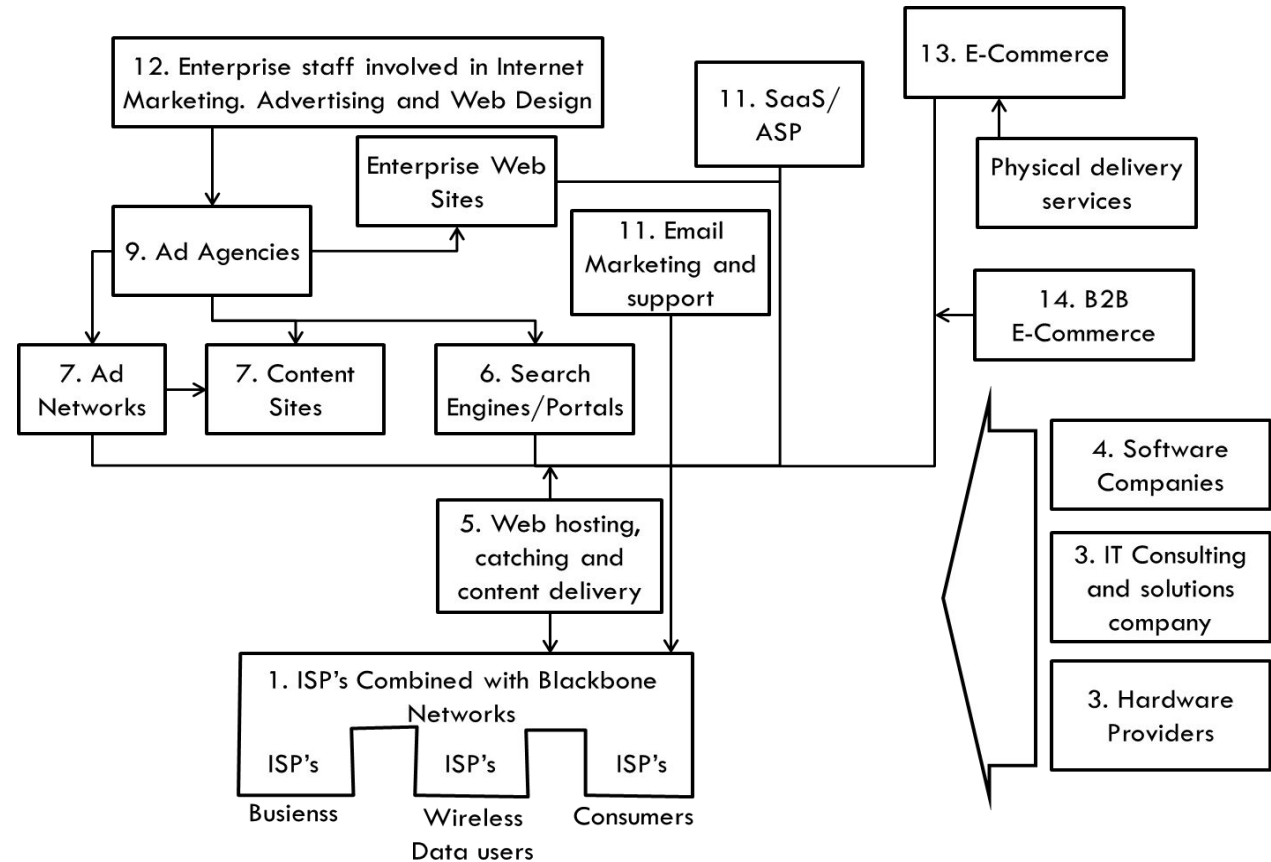 12. Enterprise staff involved in Internet
Marketing. Advertising and Web Design
11. SaaS/
ASP
13. E-Commerce
Enterprise Web
Sites
Physical delivery
services
9. Ad Agencies
11. Email
Marketing and
support
14. B2B
E-Commerce
7. Ad
Networks
7. Content
Sites
6. Search
Engines/Portals
4. Software
Companies
5. Web hosting,
catching and
content delivery
3. IT Consulting
and solutions
company
1. ISP's Combined with Blackbone
Networks
3. Hardware
Providers
ISP's
ISP's
ISP's
Busienss
Wireless
Data users
Consumers